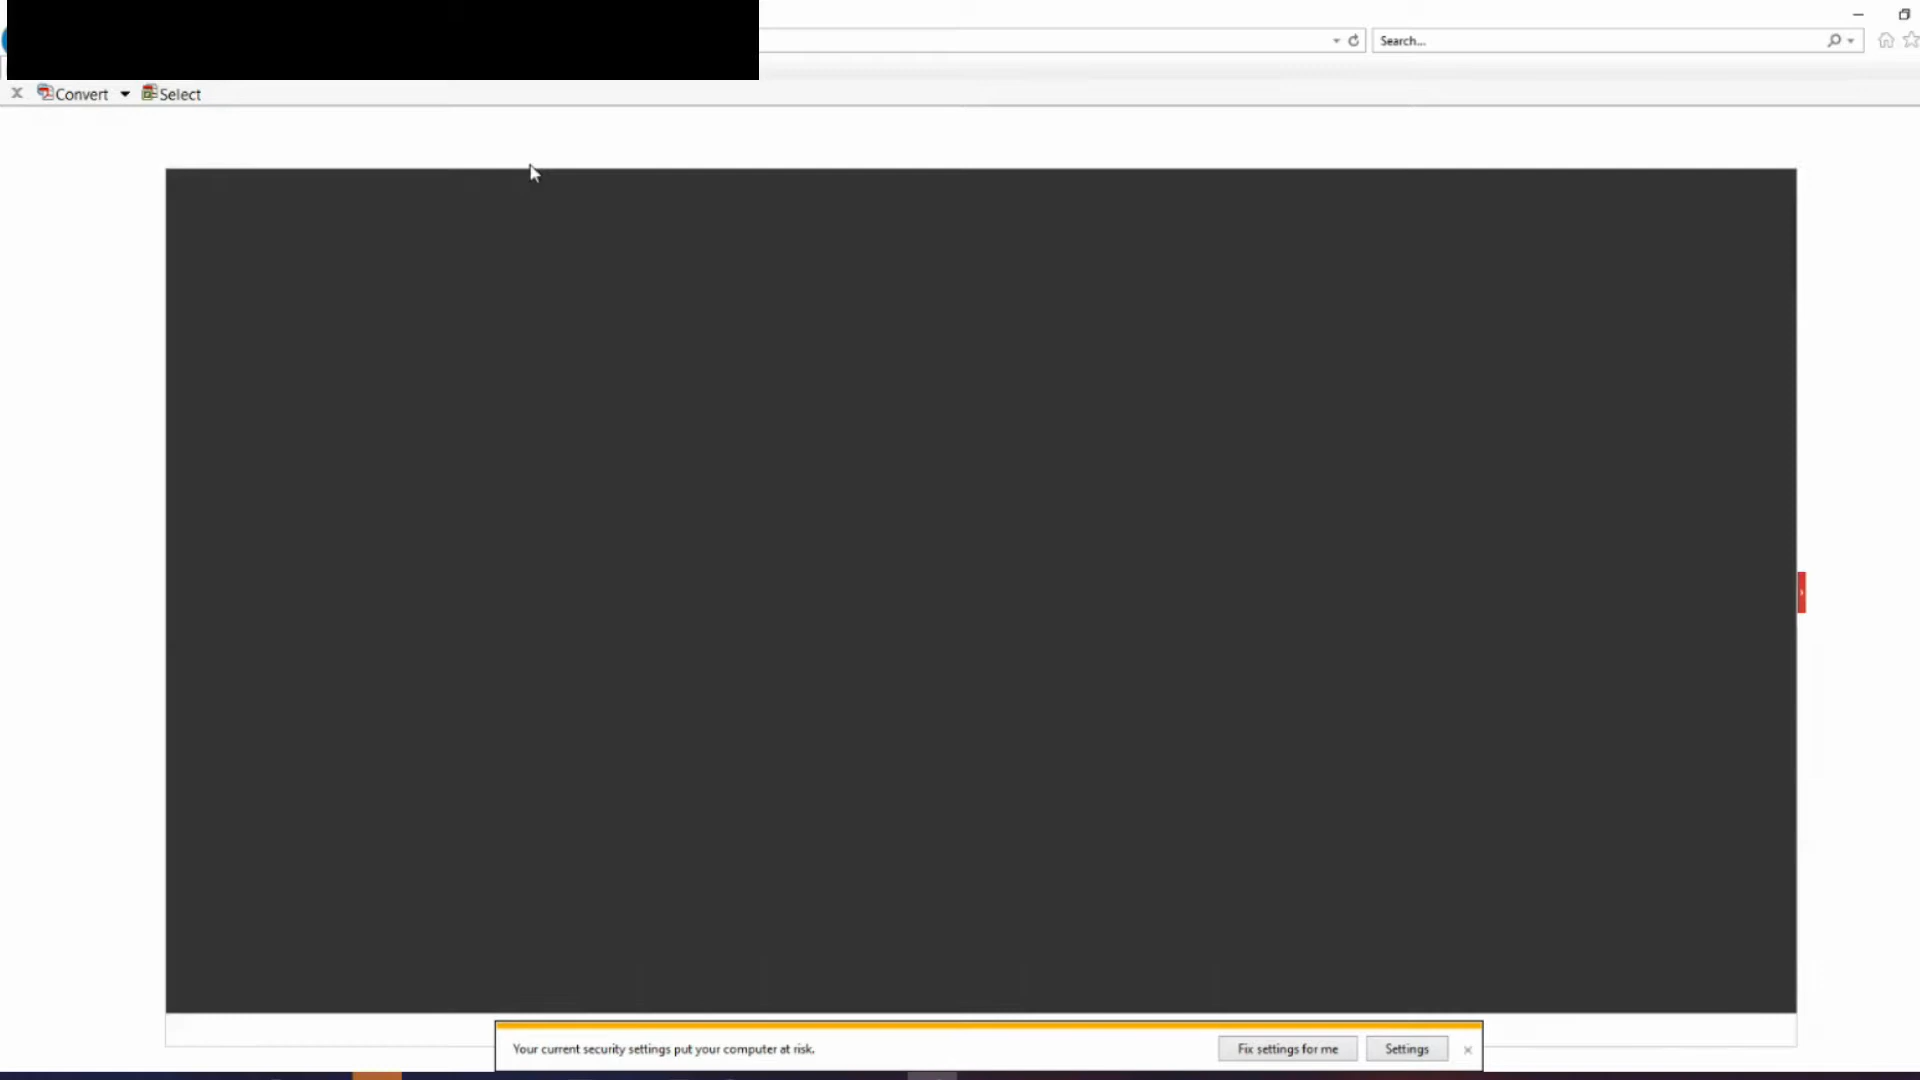 Search...
Convert
Select
Your current security settings put your computer at risk.
Fix settings for me
Settings